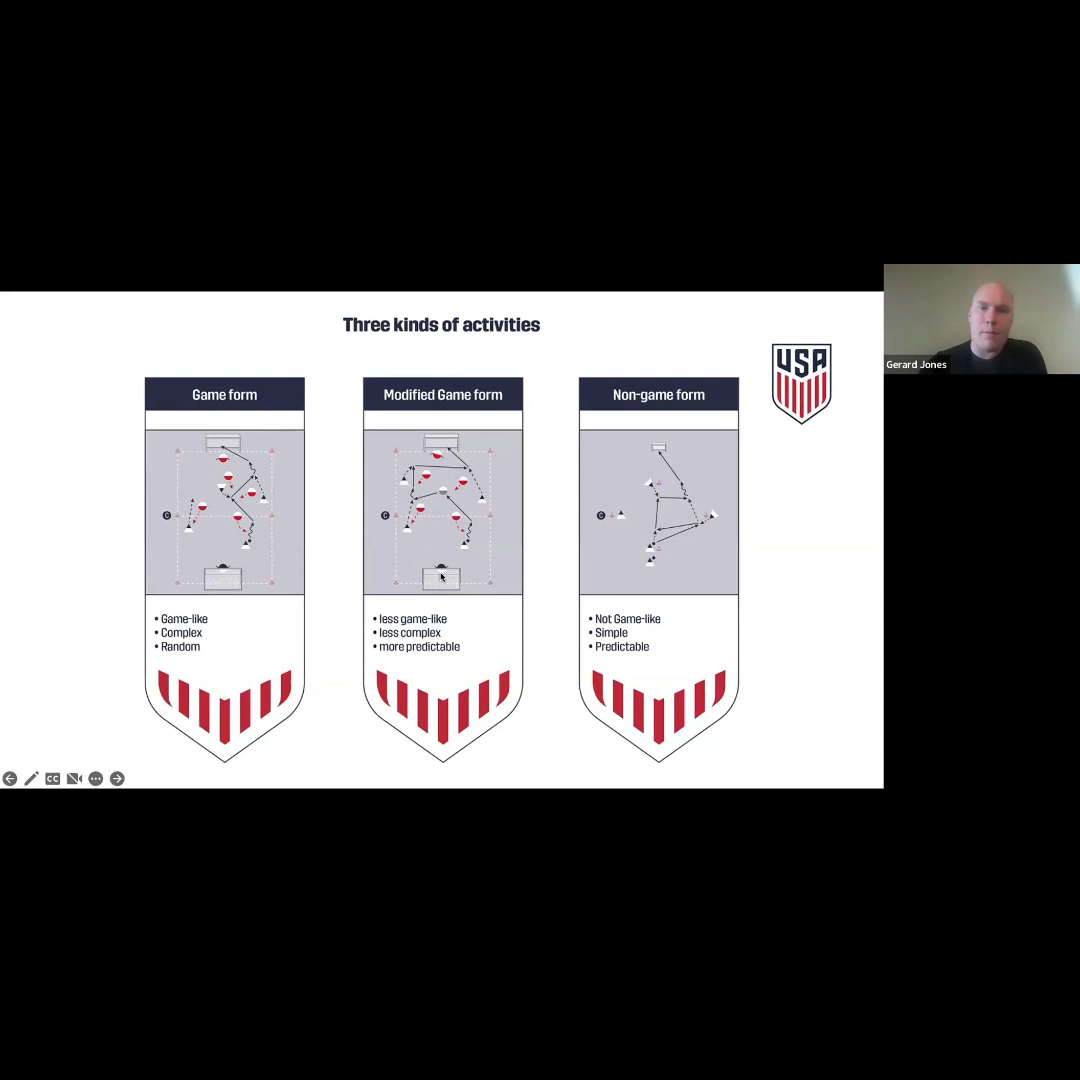 Three kinds of activities
USA
Gerard Jones
Game form
Modified Game form
Non-game form
C
C
C
• Game-like
• Complex
• Random
• less game-like
• less complex
• more predictable
• Not Game-like
• Simple
• Predictable
CC